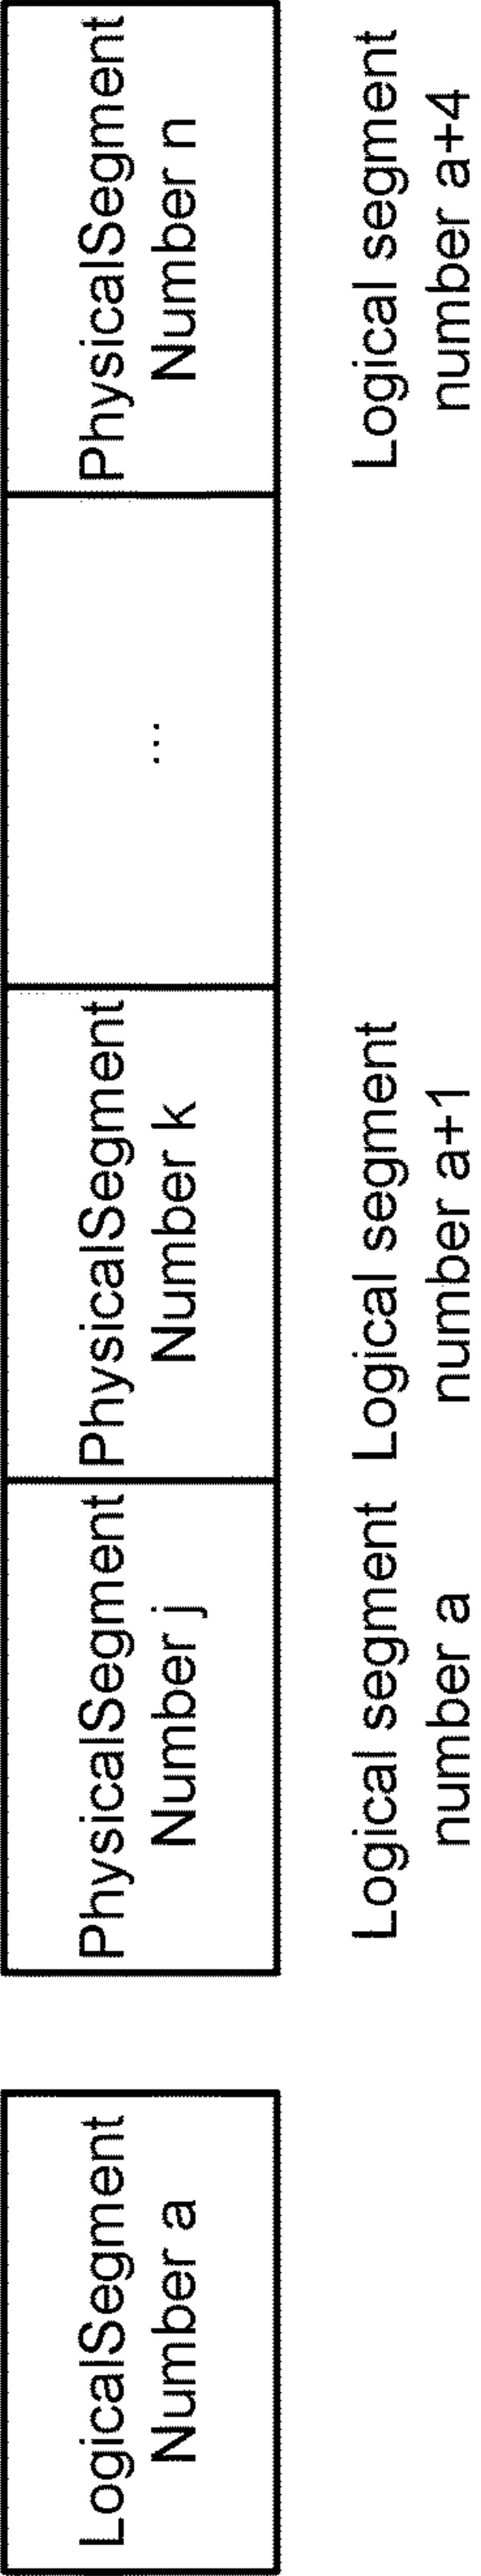 LogicalSegment
Number a
PhysicalSegment
Number j
PhysicalSegment
Number k
...
PhysicalSegment
Number n
Logical segment
number a
Logical segment
number a+1
Logical segment
number a+4